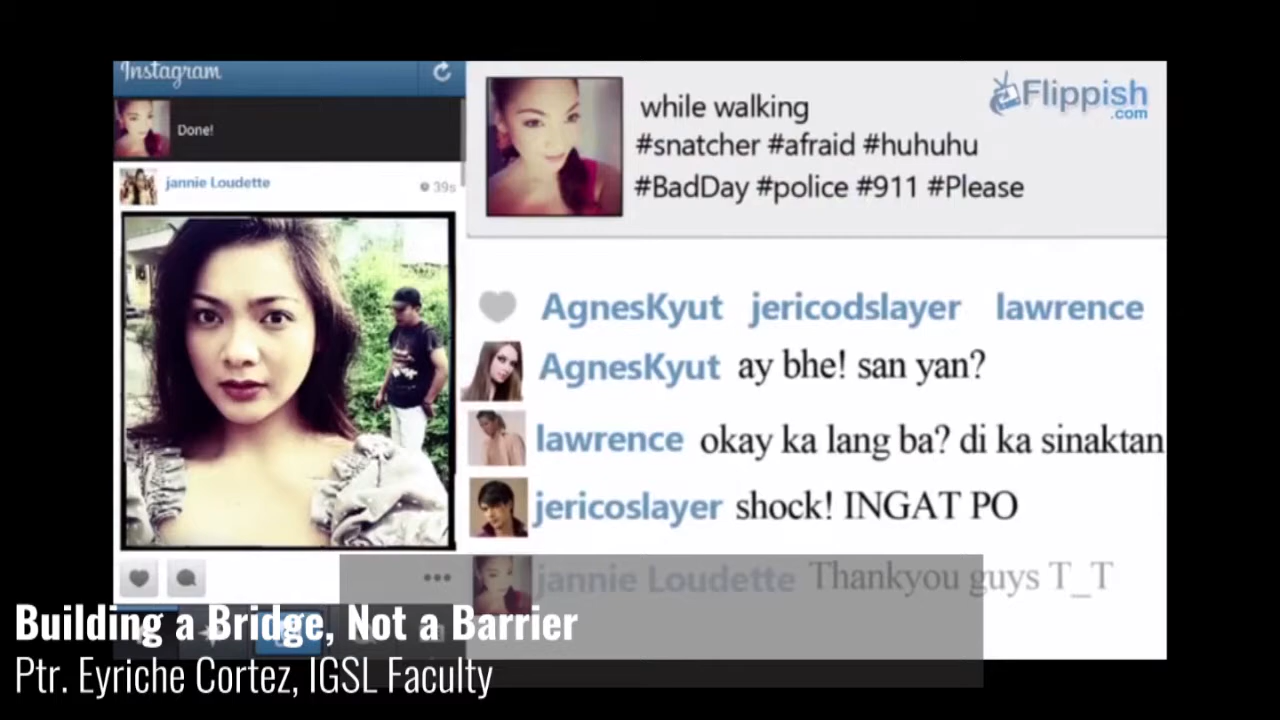 Instagram
Done!
jannie Loudette
39s
while walking
#snatcher #afraid #huhuhu
#BadDay #police #911 #Please
Flippish
.com
AgnesKyut jericodslayer lawrence
AgnesKyut ay bhe! san yan?
lawrence okay ka lang ba? di ka sinaktan
jericoslayer shock! INGAT PO
jannie Loudette Thankyou guys T_T
Building a Bridge, Not a Barrier
Ptr. Eyriche Cortez, IGSL Faculty